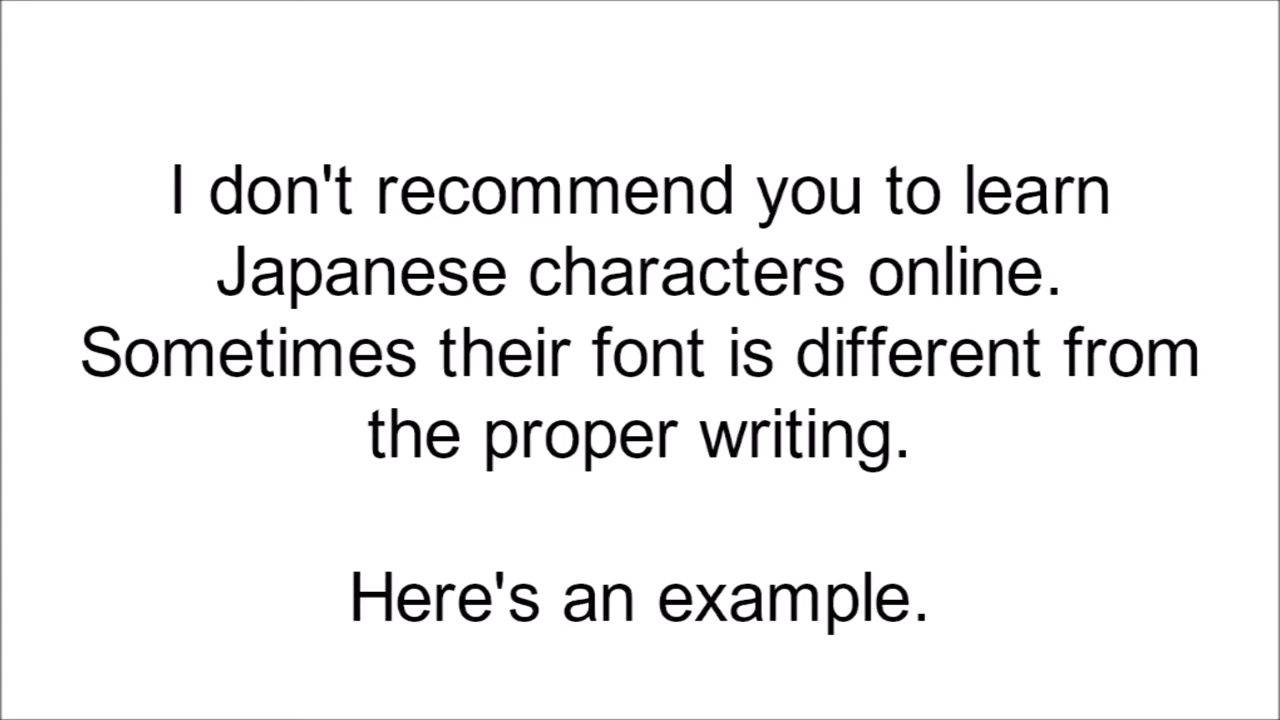 I don't recommend you to learn
Japanese characters online.
Sometimes their font is different from
the proper writing.
Here's an example.